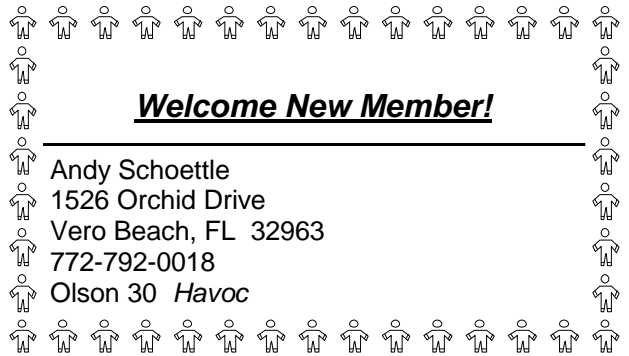 Welcome New Member!
Andy Schoettle
1526 Orchid Drive
Vero Beach, FL  32963
772-792-0018
Olson 30  Havoc